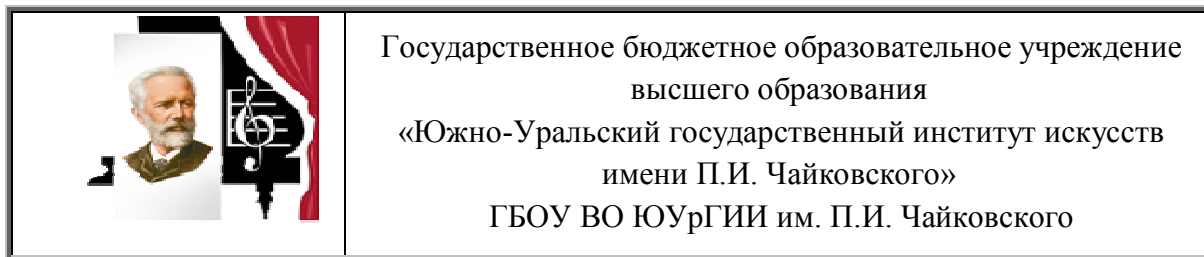 Государственное бюджетное образовательное учреждение
высшего образования
«Южно-Уральский государственный институт искусств
имени П.И. Чайковского»
ГБОУ ВО ЮУрГИИ им. П.И. Чайковского